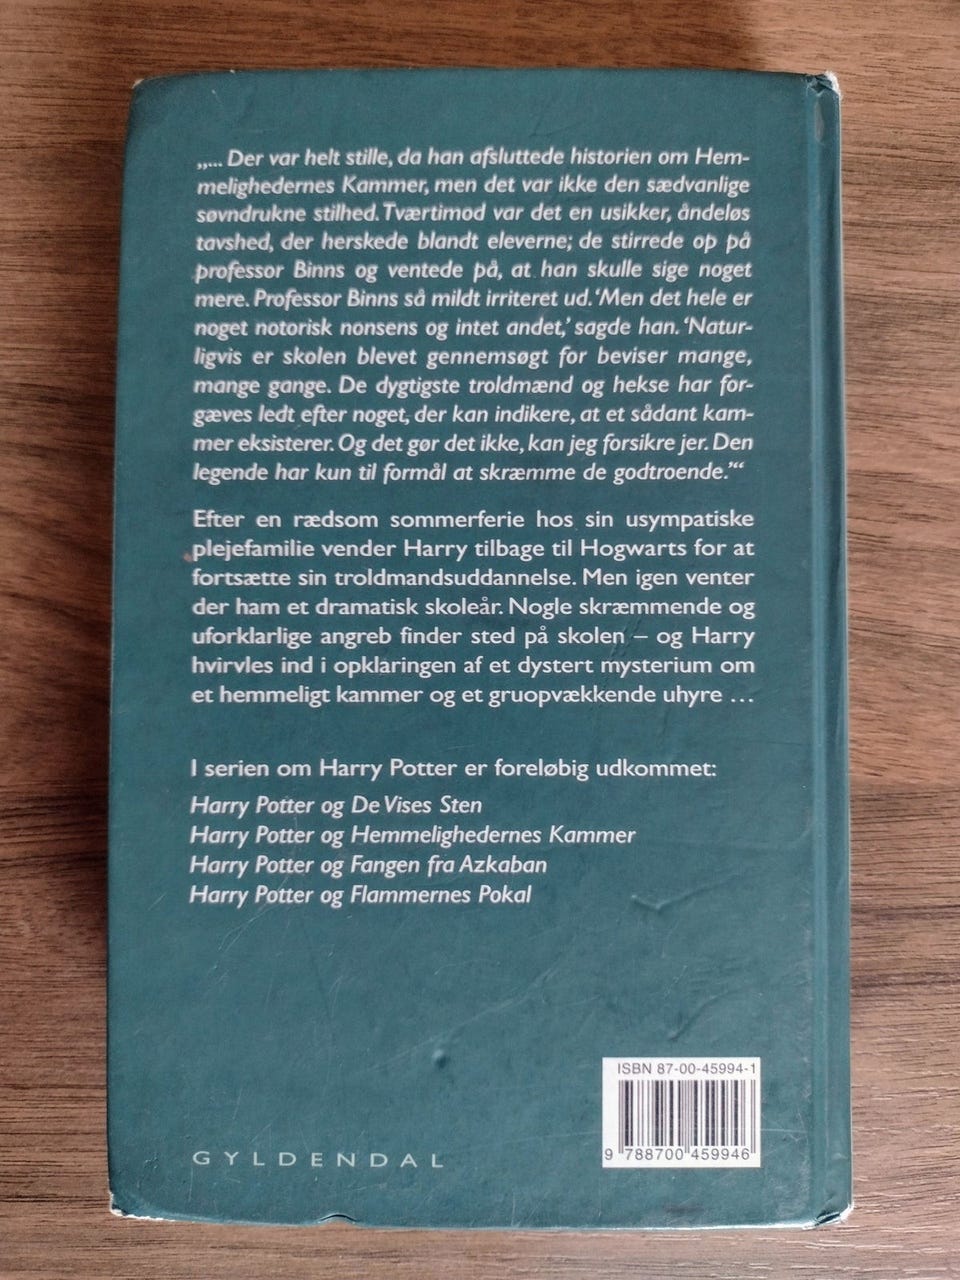 „... Der var helt stille, da han afsluttede historien om Hem-
melighedernes Kammer, men det var ikke den sædvanlige
søvndrukne stilhed. Tværtimod var det en usikker, åndeløs
tavshed, der herskede blandt eleverne; de stirrede op på
professor Binns og ventede på, at han skulle sige noget
mere. Professor Binns så mildt irriteret ud. ‘Men det hele er
noget notorisk nonsens og intet andet,’ sagde han. ‘Natur-
ligvis er skolen blevet gennemsøgt for beviser mange,
mange gange. De dygtigste troldmænd og hekse har for-
gæves ledt efter noget, der kan indikere, at et sådant kam-
mer eksisterer. Og det gør det ikke, kan jeg forsikre jer. Den
legende har kun til formål at skræmme de godtroende.’“
Efter en rædsom sommerferie hos sin usympatiske
plejefamilie vender Harry tilbage til Hogwarts for at
fortsætte sin troldmandsuddannelse. Men igen venter
der ham et dramatisk skoleår. Nogle skræmmende og
uforklarlige angreb finder sted på skolen – og Harry
hvirvles ind i opklaringen af et dystert mysterium om
et hemmeligt kammer og et gruopvækkende uhyre ...
I serien om Harry Potter er foreløbig udkommet:
Harry Potter og De Vises Sten
Harry Potter og Hemmelighedernes Kammer
Harry Potter og Fangen fra Azkaban
Harry Potter og Flammernes Pokal
ISBN 87-00-45994-1
9 788700 459946
GYLDENDAL